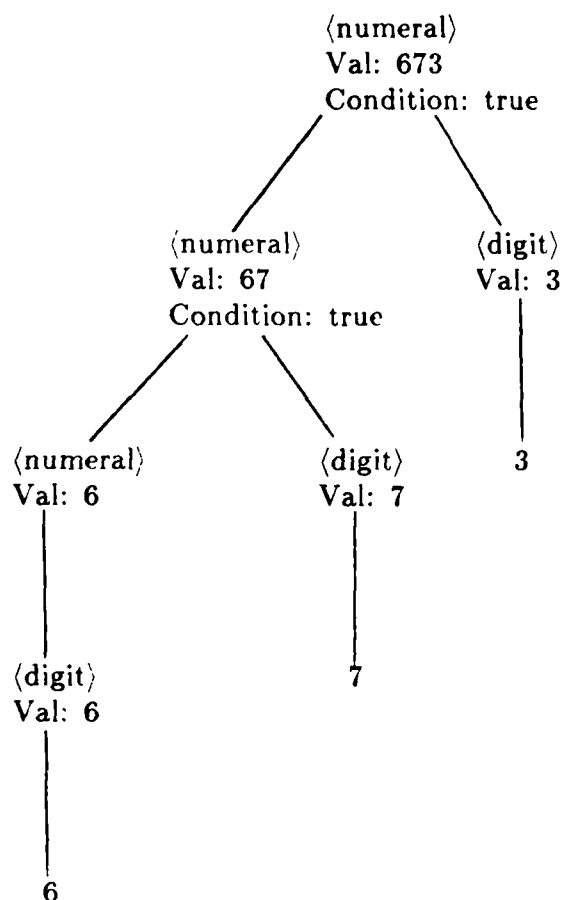 ⟨numeral⟩
Val: 673
Condition: true
⟨numeral⟩
Val: 67
Condition: true
⟨digit⟩
Val: 3
⟨numeral⟩
Val: 6
⟨digit⟩
Val: 7
3
⟨digit⟩
Val: 6
7
6